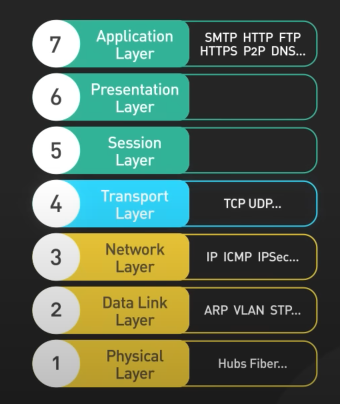 7
Application
Layer
SMTP HTTP FTP
HTTPS P2P DNS...
6
Presentation
Layer
5
Session
Layer
4
Transport
Layer
TCP UDP...
3
Network
Layer
IP ICMP IPSec...
2
Data Link
Layer
ARP VLAN STP...
1
Physical
Layer
Hubs Fiber...